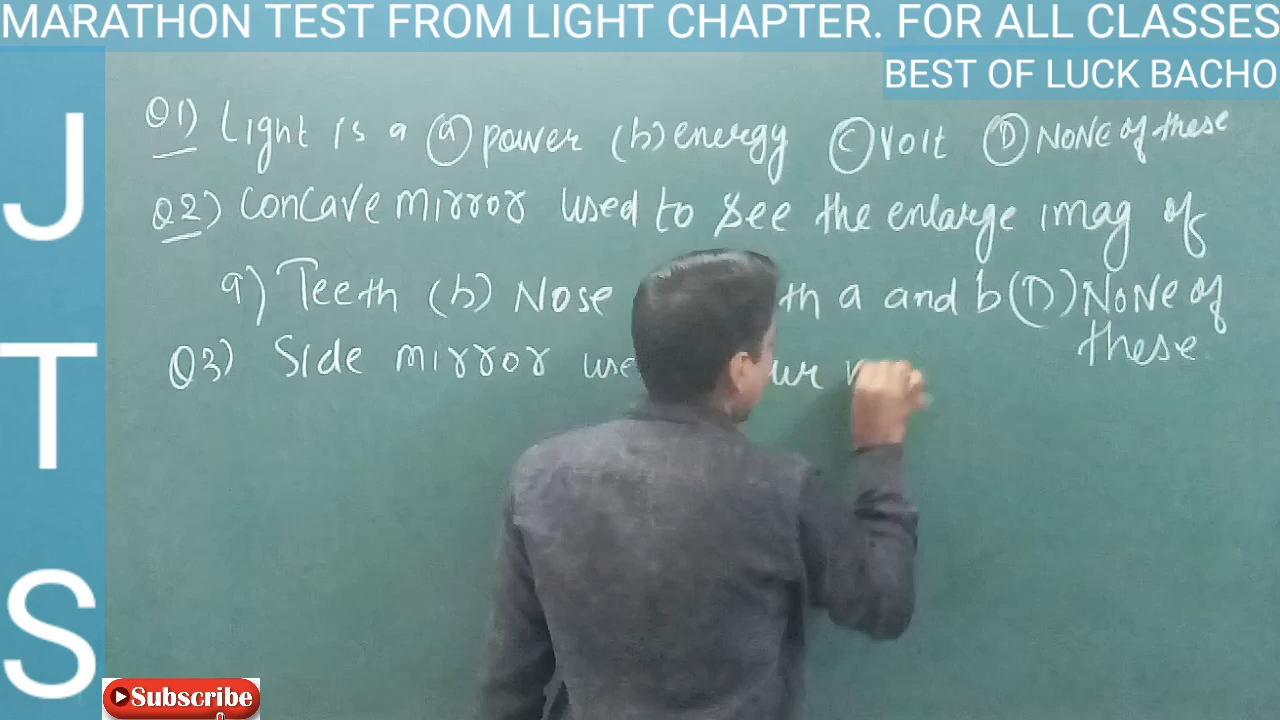 MARATHON TEST FROM LIGHT CHAPTER. FOR ALL CLASSES
BEST OF LUCK BACHO
J
T
S
Q1) Light is a (a) power (b) energy (C) Volt (D) NONE of these
Q2) Concave mirror used to see the enlarge imag of
a) Teeth (b) Nose th a and b (D) NONE of
these
Q3) Side mirror use
Subscribe